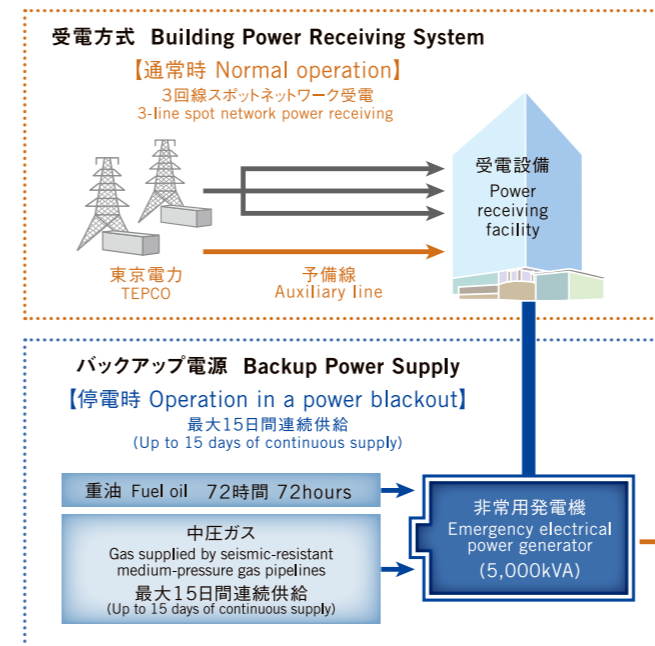 受電方式 Building Power Receiving System
【通常時 Normal operation】
3回線スポットネットワーク受電
3-line spot network power receiving
受電設備
Power
receiving
facility
東京電力
TEPCO
予備線
Auxiliary line
バックアップ電源 Backup Power Supply
【停電時 Operation in a power blackout】
最大15日間連続供給
(Up to 15 days of continuous supply)
重油 Fuel oil 72時間 72hours
中圧ガス
Gas supplied by seismic-resistant
medium-pressure gas pipelines
最大15日間連続供給
(Up to 15 days of continuous supply)
非常用発電機
Emergency electrical
power generator
(5,000kVA)